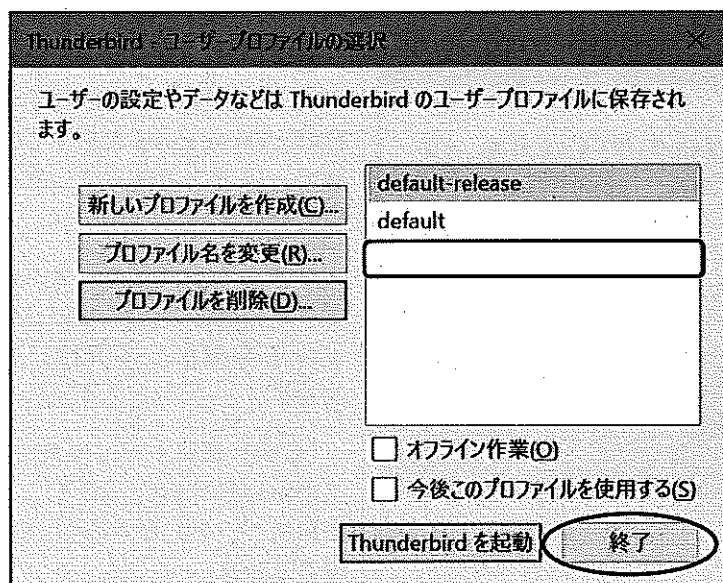 Thunderbird - ユーザープロファイルの選択
ユーザーの設定やデータなどは Thunderbird のユーザープロファイルに保存され
ます。
新しいプロファイルを作成(C)...
プロファイル名を変更(R)...
プロファイルを削除(D)...
default-release
default
オフライン作業(O)
今後このプロファイルを使用する(S)
Thunderbird を起動
終了